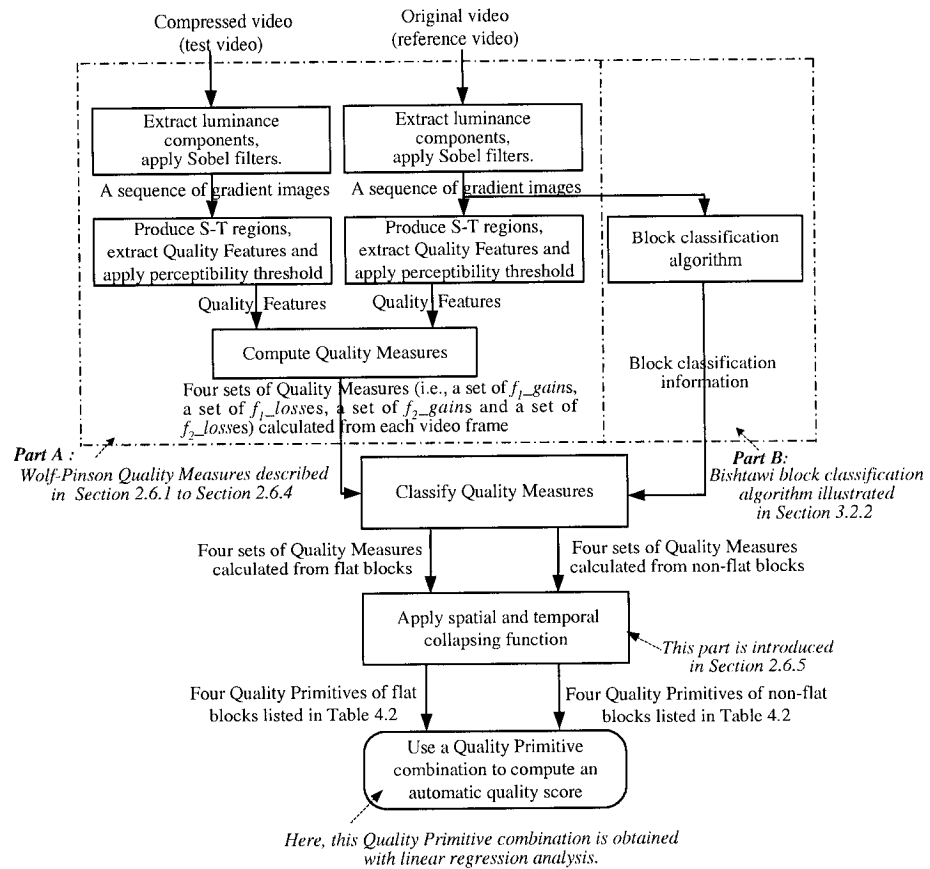 Compressed video
(test video)
Original video
(reference video)
Extract luminance
components,
apply Sobel filters.
Extract luminance
components,
apply Sobel filters.
A sequence of gradient images
A sequence of gradient images
Produce S-T regions,
extract Quality Features and
apply perceptibility threshold
Produce S-T regions,
extract Quality Features and
apply perceptibility threshold
Block classification
algorithm
Quality Features
Quality Features
Compute Quality Measures
Block classification
information
Four sets of Quality Measures (i.e., a set of f1_gains,
a set of f1_losses, a set of f2_gains and a set of
f2_losses) calculated from each video frame
Part A :
Wolf-Pinson Quality Measures described
in Section 2.6.1 to Section 2.6.4
Part B:
Bishtawi block classification
algorithm illustrated
in Section 3.2.2
Classify Quality Measures
Four sets of Quality Measures
calculated from flat blocks
Four sets of Quality Measures
calculated from non-flat blocks
Apply spatial and temporal
collapsing function
This part is introduced
in Section 2.6.5
Four Quality Primitives of flat
blocks listed in Table 4.2
Four Quality Primitives of non-flat
blocks listed in Table 4.2
Use a Quality Primitive
combination to compute an
automatic quality score
Here, this Quality Primitive combination is obtained
with linear regression analysis.